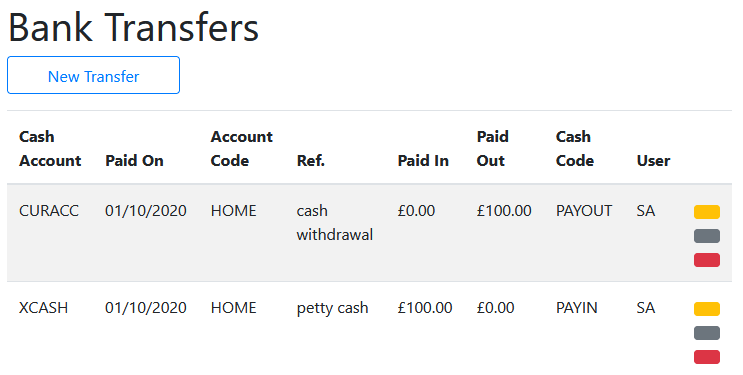 Bank Transfers
New Transfer
Cash Account Paid On Account Code Ref. Paid In Paid Out Cash Code User
CURACC 01/10/2020 HOME cash withdrawal £0.00 £100.00 PAYOUT SA
XCASH 01/10/2020 HOME petty cash £100.00 £0.00 PAYIN SA